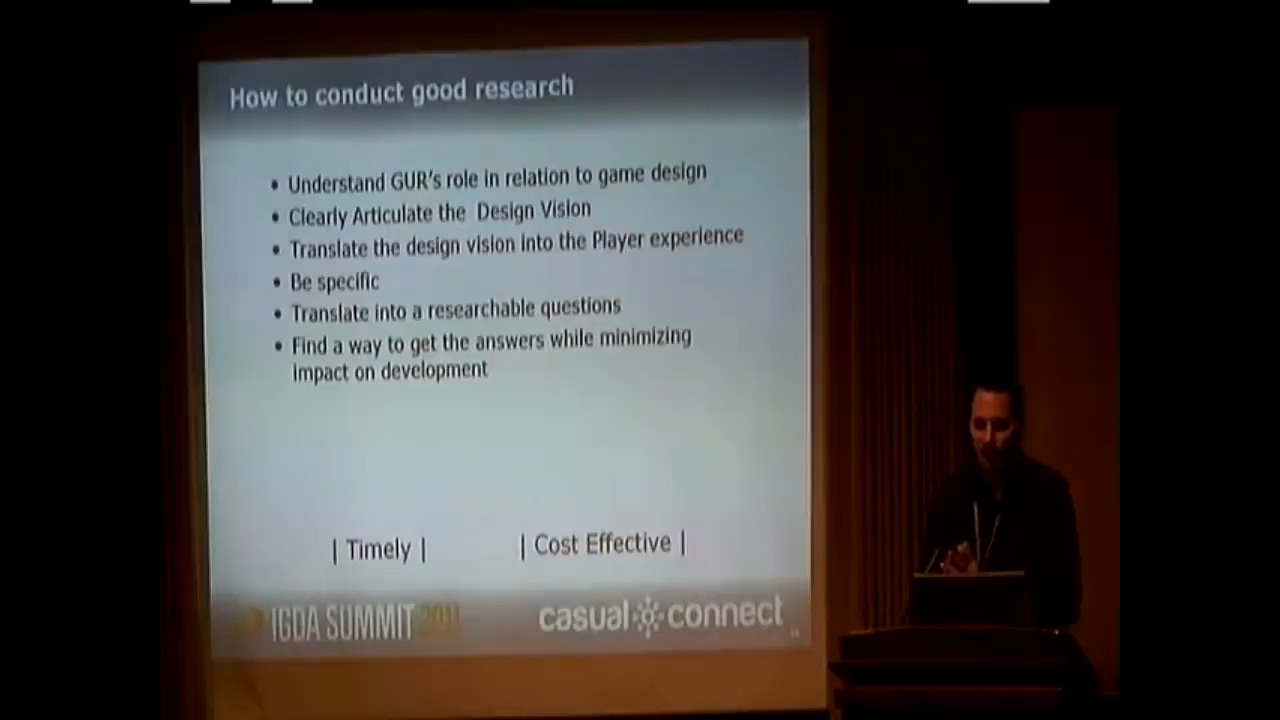 How to conduct good research
• Understand GUR's role in relation to game design
• Clearly Articulate the Design Vision
• Translate the design vision into the Player experience
• Be specific
• Translate into a researchable questions
• Find a way to get the answers while minimizing
impact on development
| Timely | | Cost Effective |
IGDA SUMMIT casual connect